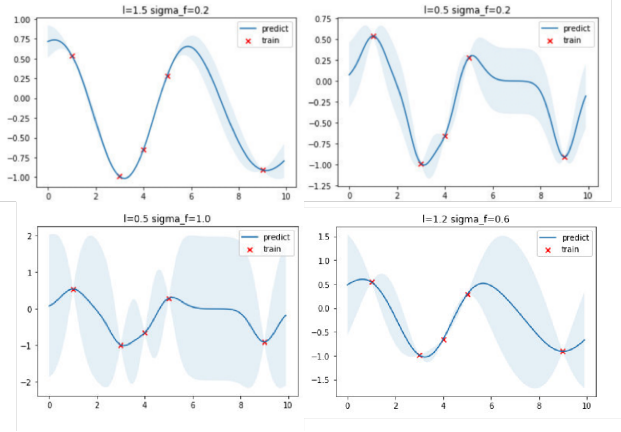 l=1.5 sigma_f=0.2
1.00
0.75
0.50
0.25
0.00
−0.25
−0.50
−0.75
−1.00
0 2 4 6 8 10
predict
train
l=0.5 sigma_f=0.2
0.75
0.50
0.25
0.00
−0.25
−0.50
−0.75
−1.00
−1.25
0 2 4 6 8 10
predict
train
l=0.5 sigma_f=1.0
2
1
0
−1
−2
0 2 4 6 8 10
predict
train
l=1.2 sigma_f=0.6
1.5
1.0
0.5
0.0
−0.5
−1.0
−1.5
0 2 4 6 8 10
predict
train